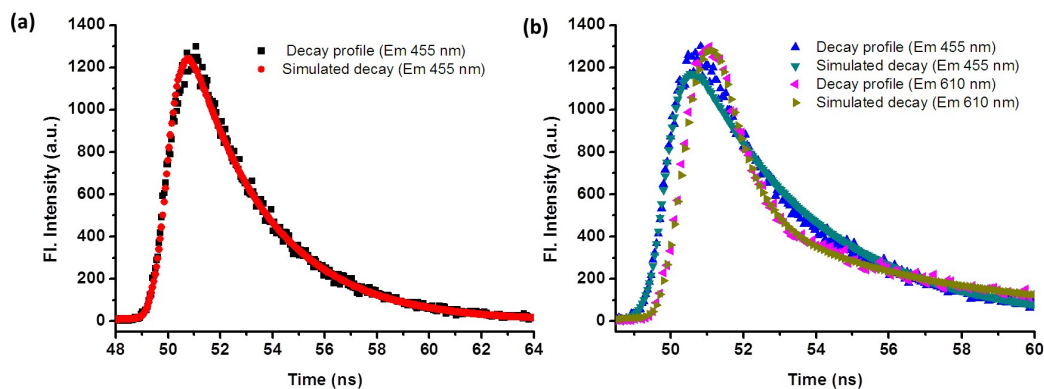 (a)
1400
1200
1000
800
600
400
200
0
Fl. Intensity (a.u.)
48 50 52 54 56 58 60 62 64
Time (ns)
Decay profile (Em 455 nm)
Simulated decay (Em 455 nm)
(b)
1400
1200
1000
800
600
400
200
0
Fl. Intensity (a.u.)
50 52 54 56 58 60
Time (ns)
Decay profile (Em 455 nm)
Simulated decay (Em 455 nm)
Decay profile (Em 610 nm)
Simulated decay (Em 610 nm)